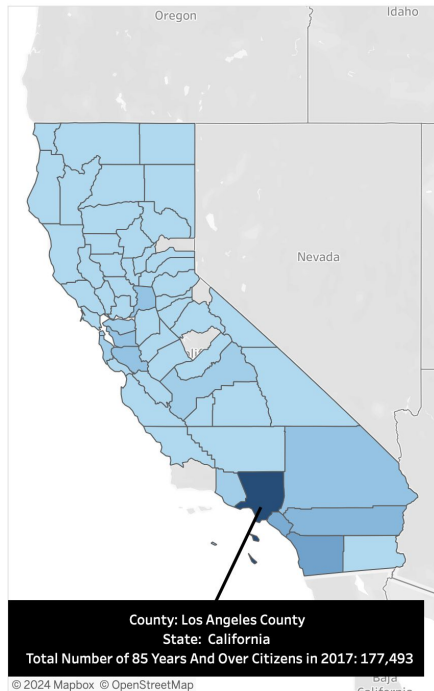 Oregon
Idaho
Nevada
County: Los Angeles County
State: California
Total Number of 85 Years And Over Citizens in 2017: 177,493
Baja
California
© 2024 Mapbox © OpenStreetMap